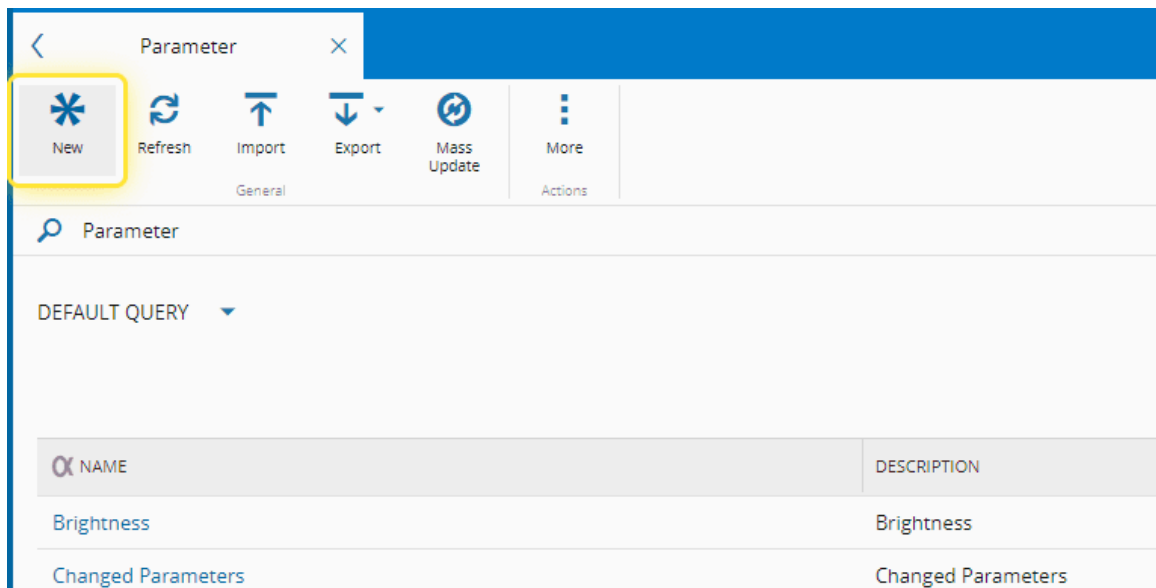 Parameter
New
Refresh
Import
Export
Mass
Update
More
General
Actions
Parameter
DEFAULT QUERY
NAME
DESCRIPTION
Brightness
Brightness
Changed Parameters
Changed Parameters